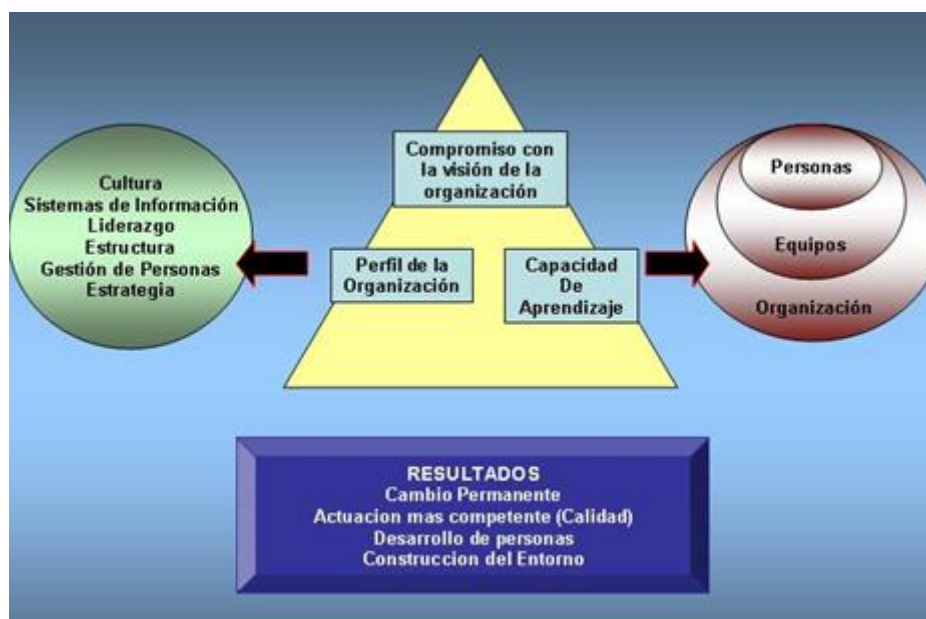 Compromiso con
la visión de la
organización
Cultura
Sistemas de Información
Liderazgo
Estructura
Gestión de Personas
Estrategia
Perfil de la
Organización
Capacidad
De
Aprendizaje
Personas
Equipos
Organización
RESULTADOS
Cambio Permanente
Actuacion mas competente (Calidad)
Desarrollo de personas
Construccion del Entorno